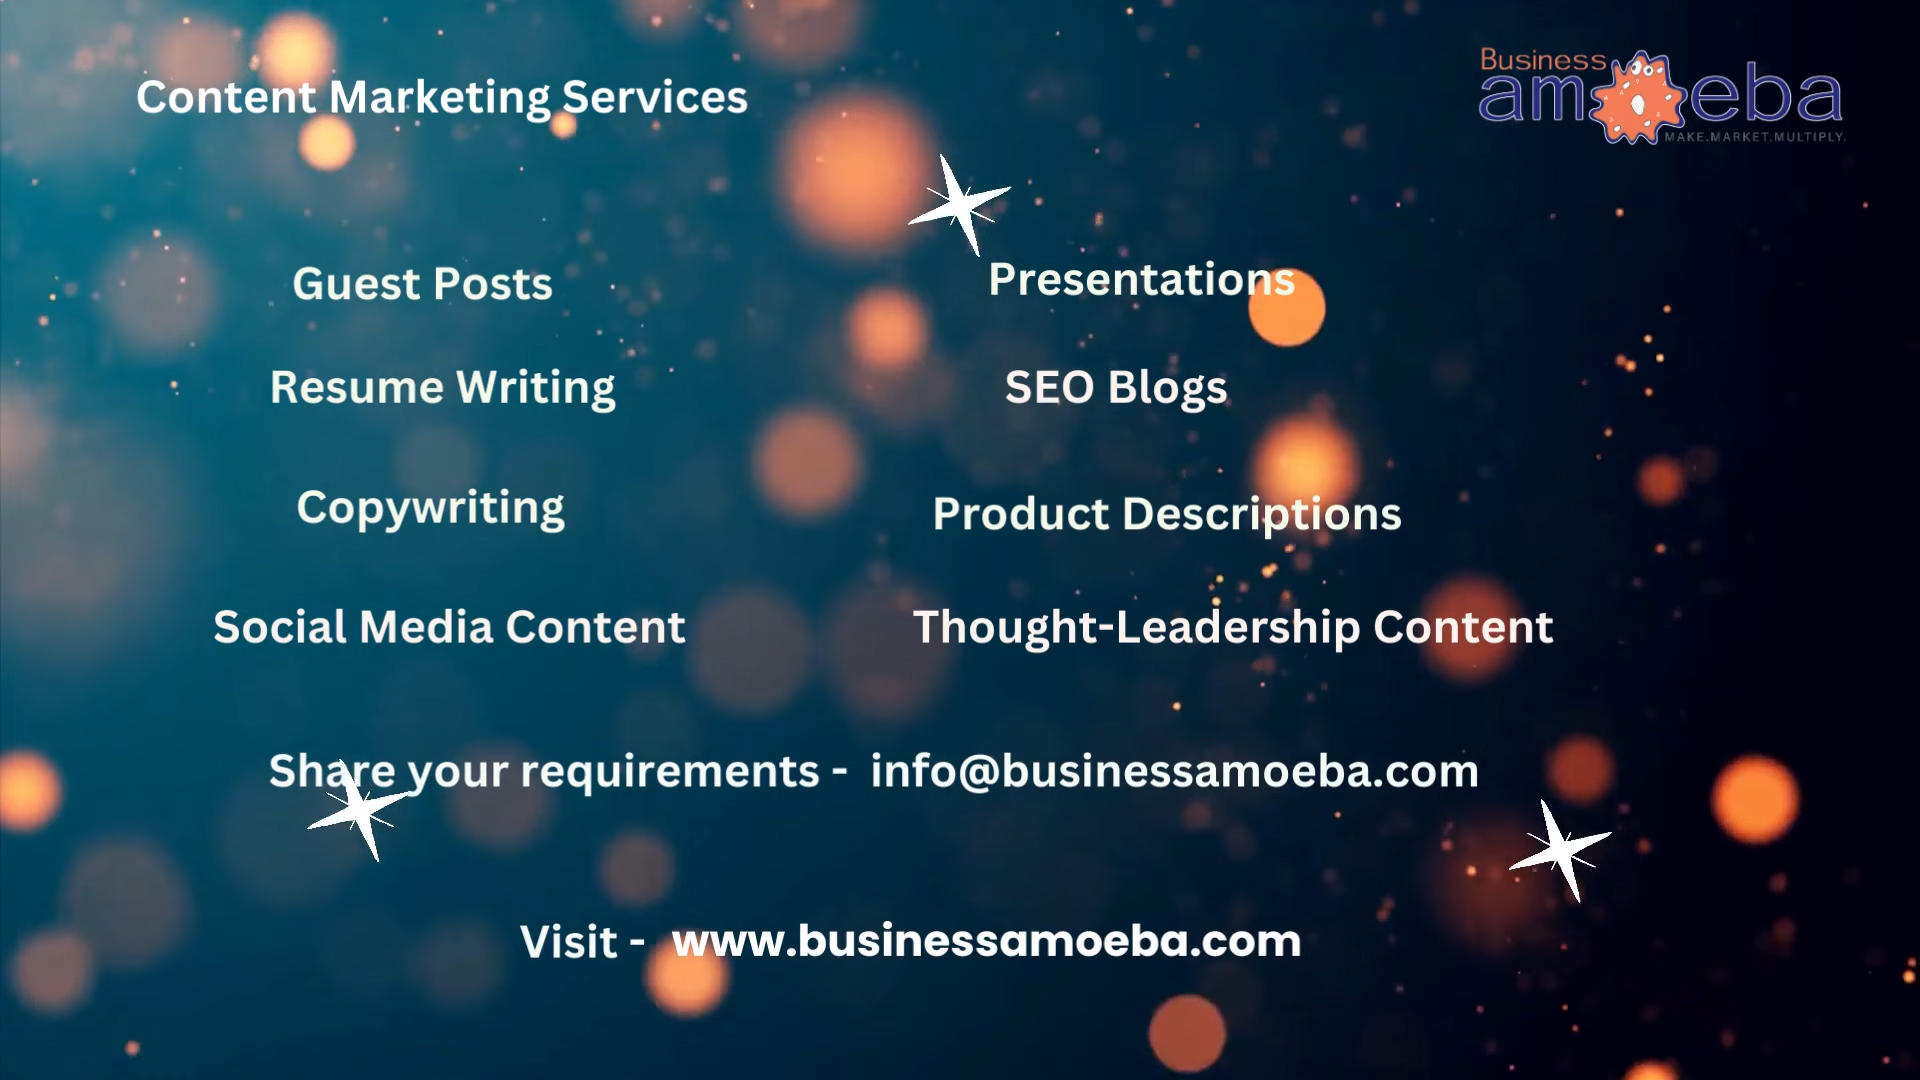 Content Marketing Services
Business
amoeba
MAKE.MARKET.MULTIPLY.
Guest Posts
Presentations
Resume Writing
SEO Blogs
Copywriting
Product Descriptions
Social Media Content
Thought-Leadership Content
Share your requirements - info@businessamoeba.com
Visit - www.businessamoeba.com